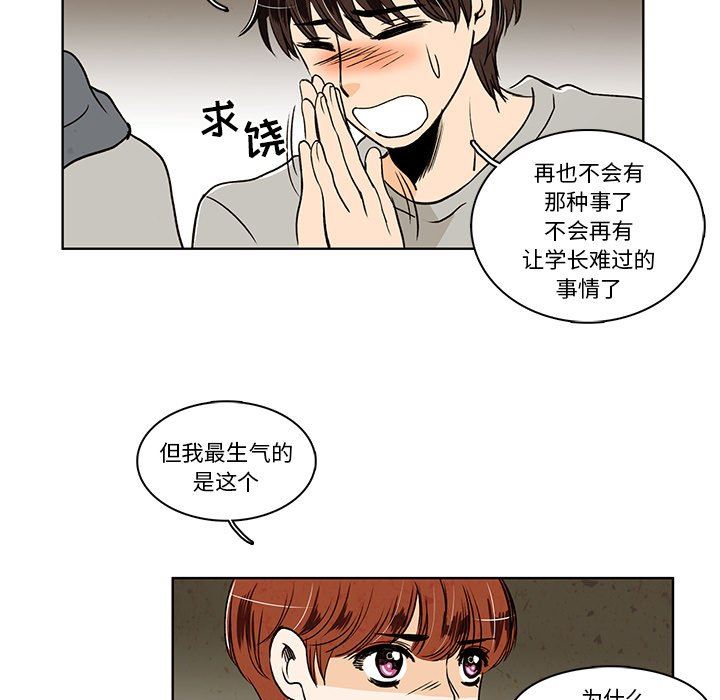 求饶
再也不会有
那种事了
不会再有
让学长难过的
事情了
但我最生气的
是这个
为什么